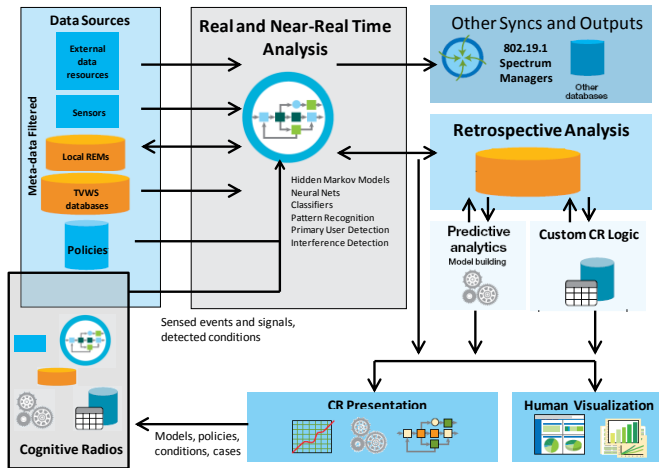 Data Sources
External
data
resources
Sensors
Local REMs
TVWS
databases
Policies
Meta-data Filtered
Real and Near-Real Time
Analysis
Hidden Markov Models
Neural Nets
Classifiers
Pattern Recognition
Primary User Detection
Interference Detection
Other Syncs and Outputs
802.19.1
Spectrum
Managers
Other
databases
Retrospective Analysis
Predictive
analytics
Model building
Custom CR Logic
Sensed events and signals,
detected conditions
Cognitive Radios
Models, policies,
conditions, cases
CR Presentation
Human Visualization